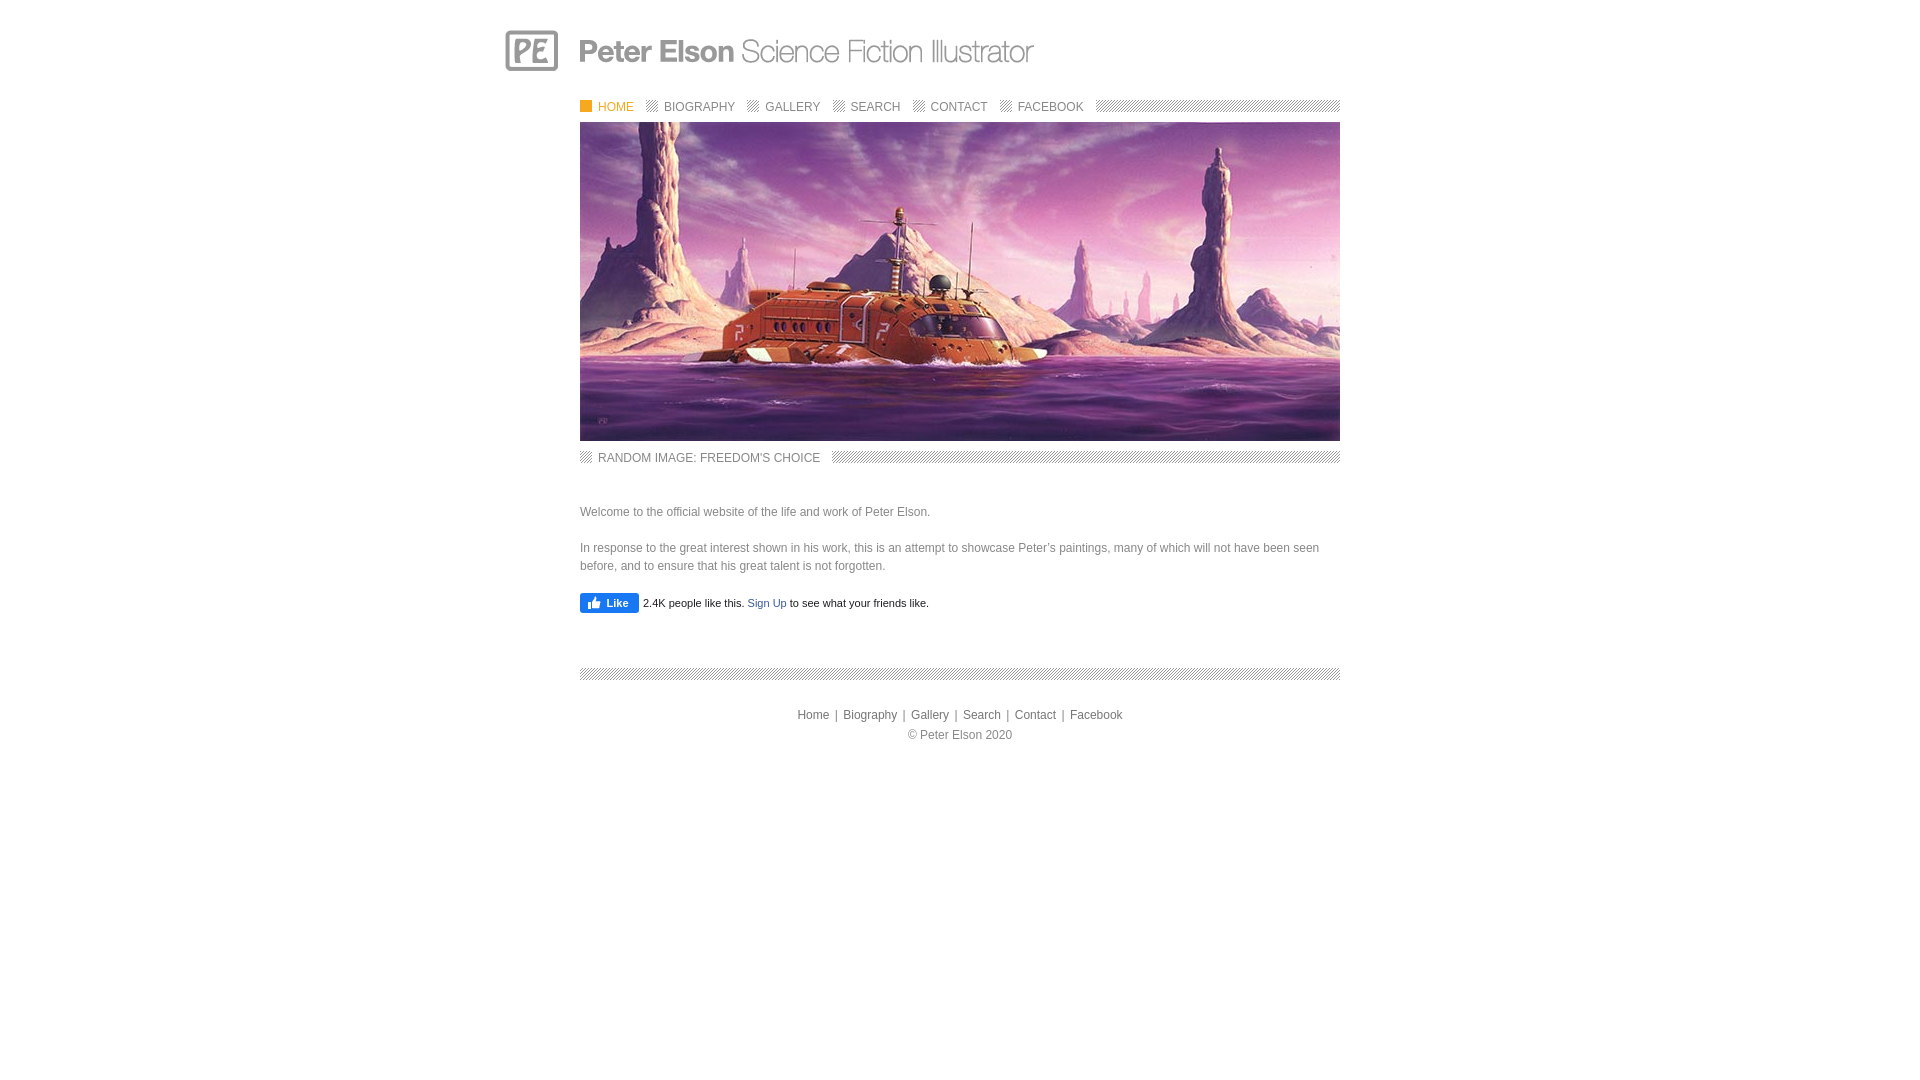 PE
Peter Elson Science Fiction Illustrator
HOME BIOGRAPHY GALLERY SEARCH CONTACT FACEBOOK
RANDOM IMAGE: FREEDOM'S CHOICE
Welcome to the official website of the life and work of Peter Elson.
In response to the great interest shown in his work, this is an attempt to showcase Peter’s paintings, many of which will not have been seen
before, and to ensure that his great talent is not forgotten.
Like 2.4K people like this. Sign Up to see what your friends like.
Home | Biography | Gallery | Search | Contact | Facebook
© Peter Elson 2020